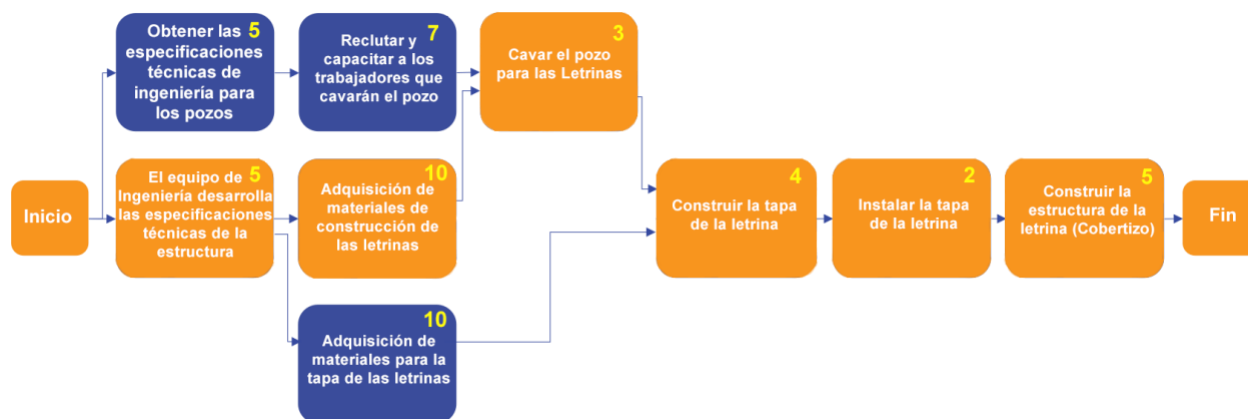 Obtener las 5
especificaciones
técnicas de
ingeniería para
los pozos
7
Reclutar y
capacitar a los
trabajadores que
cavarán el pozo
3
Cavar el pozo
para las Letrinas
Inicio
5
El equipo de
Ingeniería desarrolla
las especificaciones
técnicas de la
estructura
10
Adquisición de
materiales de
construcción de
las letrinas
10
Adquisición de
materiales para la
tapa de las letrinas
4
Construir la tapa
de la letrina
2
Instalar la tapa
de la letrina
5
Construir la
estructura de la
letrina (Cobertizo)
Fin